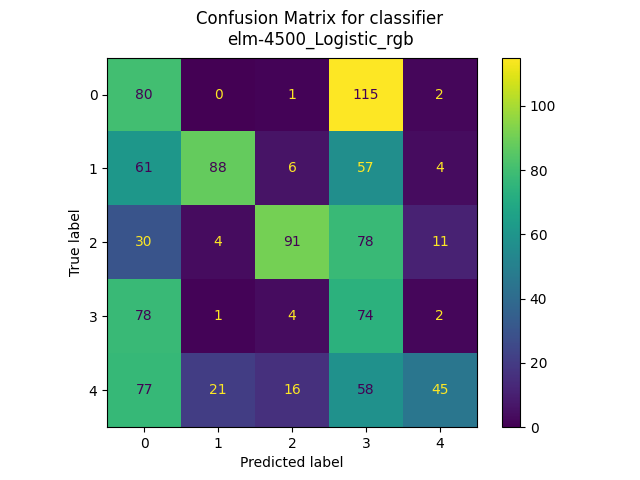 Confusion Matrix for classifier
elm-4500_Logistic_rgb
True label
0 80 0 1 115 2
1 61 88 6 57 4
2 30 4 91 78 11
3 78 1 4 74 2
4 77 21 16 58 45
0 1 2 3 4
Predicted label
100
80
60
40
20
0